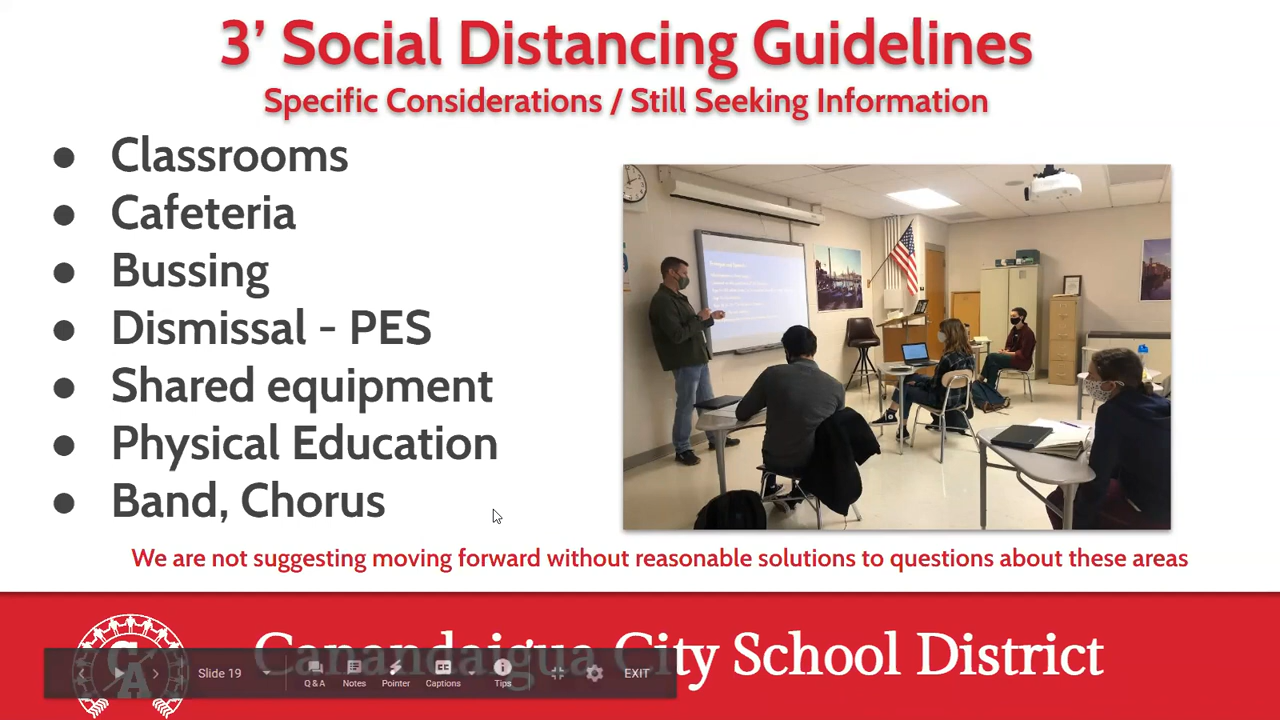 3’ Social Distancing Guidelines
Specific Considerations / Still Seeking Information
● Classrooms
● Cafeteria
● Bussing
● Dismissal - PES
● Shared equipment
● Physical Education
● Band, Chorus
We are not suggesting moving forward without reasonable solutions to questions about these areas
Canandaigua City School District
CA
Slide 19
Q & A
Notes
Pointer
Captions
Tips
EXIT